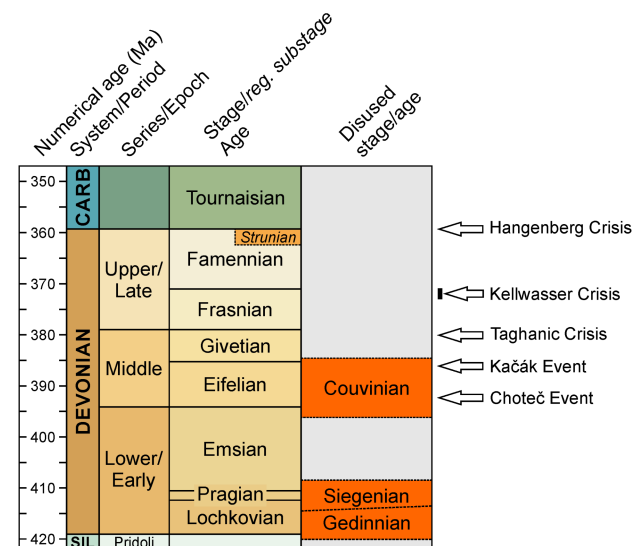 Numerical age (Ma)
System/Period
Series/Epoch
Stage/reg. substage
Age
Disused
stage/age
350
360
370
380
390
400
410
420
CARB
DEVONIAN
SIL
Upper/
Late
Middle
Lower/
Early
Pridoli
Tournaisian
Strunian
Famennian
Frasnian
Givetian
Eifelian
Emsian
Pragian
Lochkovian
Couvinian
Siegenian
Gedinnian
Hangenberg Crisis
Kellwasser Crisis
Taghanic Crisis
Kačák Event
Choteč Event